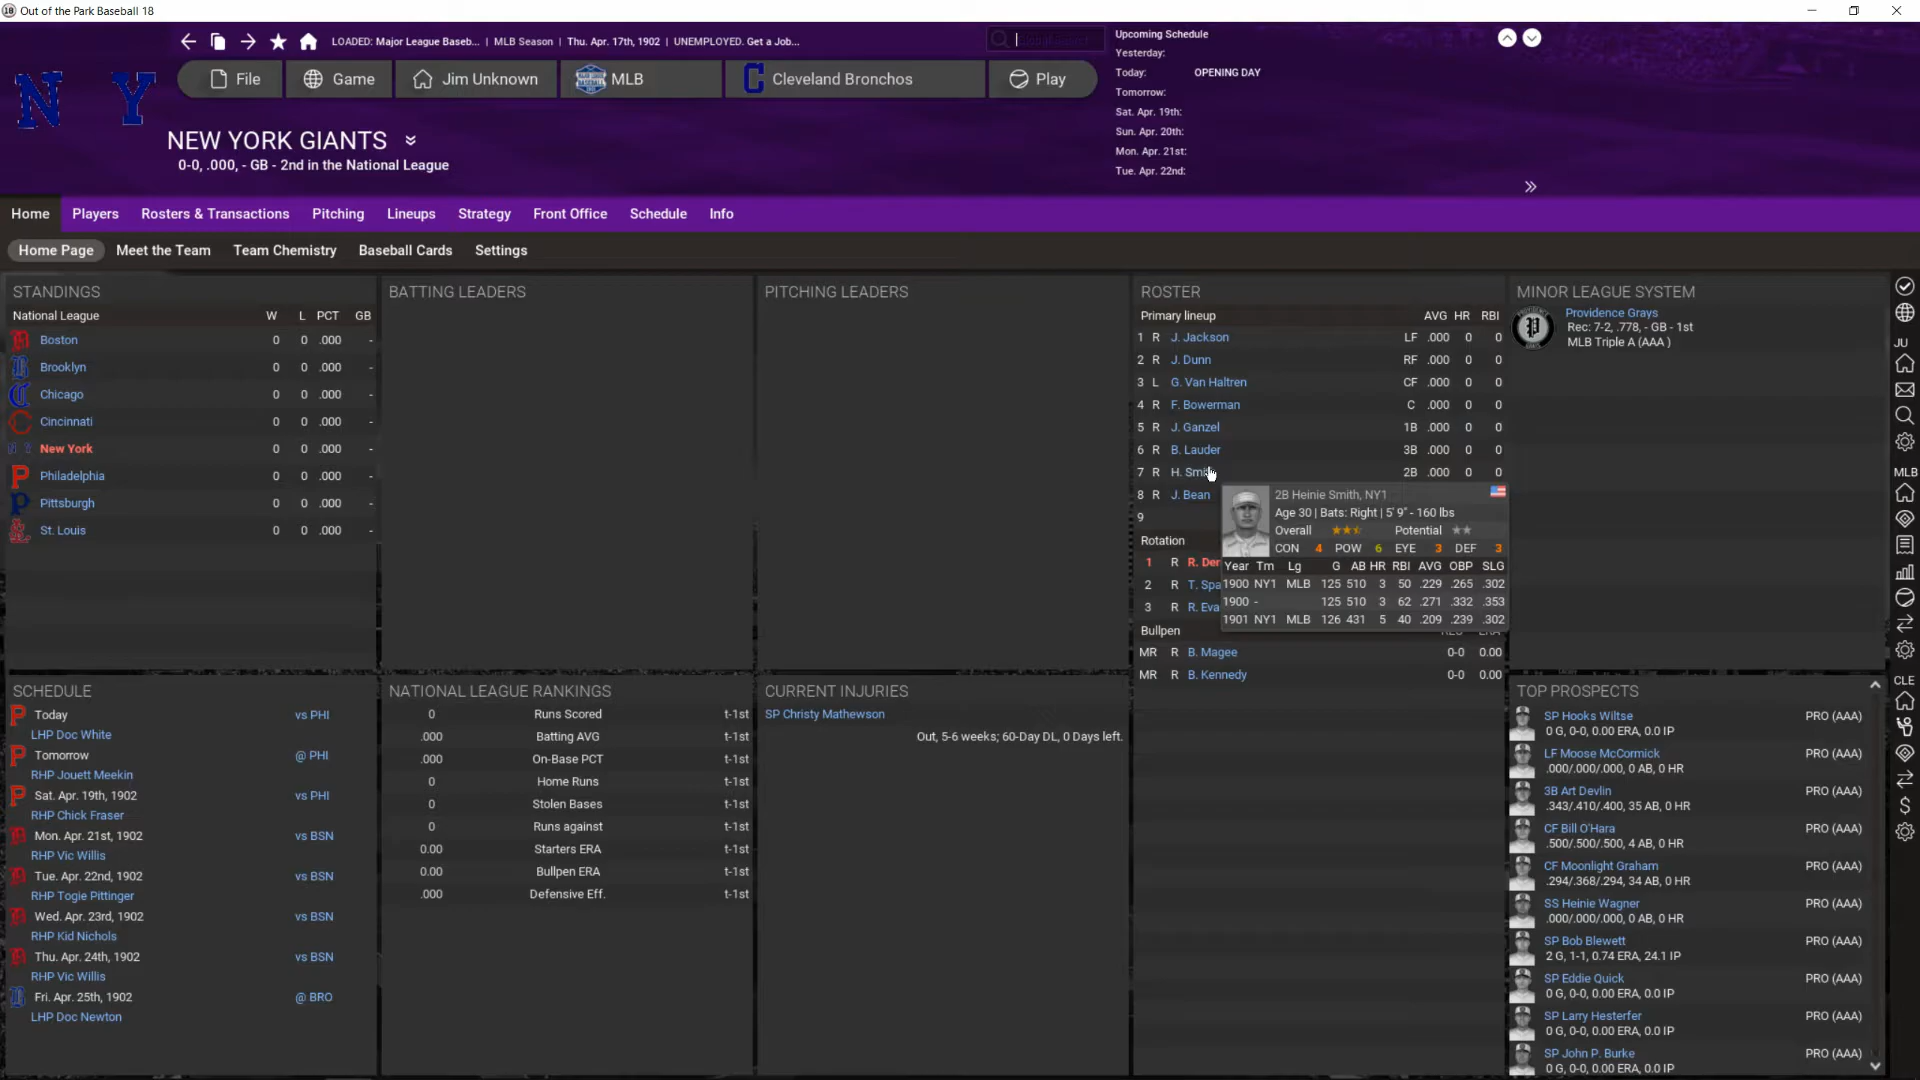 Out of the Park Baseball 18
LOADED: Major League Baseb... | MLB Season | Thu. Apr. 17th, 1902 | UNEMPLOYED. Get a Job...
File Game Jim Unknown MLB Cleveland Bronchos Play
Upcoming Schedule
Yesterday:
Today: OPENING DAY
Tomorrow:
Sat. Apr. 19th:
Sun. Apr. 20th:
Mon. Apr. 21st:
Tue. Apr. 22nd:
N Y
NEW YORK GIANTS
0-0, .000, - GB - 2nd in the National League
Home Players Rosters & Transactions Pitching Lineups Strategy Front Office Schedule Info
Home Page Meet the Team Team Chemistry Baseball Cards Settings
STANDINGS
National League W L PCT GB
Boston 0 0 .000 -
Brooklyn 0 0 .000 -
Chicago 0 0 .000 -
Cincinnati 0 0 .000 -
New York 0 0 .000 -
Philadelphia 0 0 .000 -
Pittsburgh 0 0 .000 -
St. Louis 0 0 .000 -
BATTING LEADERS
PITCHING LEADERS
ROSTER
Primary lineup AVG HR RBI
1 R J. Jackson LF .000 0 0
2 R J. Dunn RF .000 0 0
3 L G. Van Haltren CF .000 0 0
4 R F. Bowerman C .000 0 0
5 R J. Ganzel 1B .000 0 0
6 R B. Lauder 3B .000 0 0
7 R H. Smi 2B .000 0 0
8 R J. Bean
9
Rotation
1 R R. Der
2 R T. Spa
3 R R. Eva
Bullpen
MR R B. Magee 0-0 0.00
MR R B. Kennedy 0-0 0.00
2B Heinie Smith, NY1
Age 30 | Bats: Right | 5' 9" - 160 lbs
Overall Potential
CON 4 POW 6 EYE 3 DEF 3
Year Tm Lg G AB HR RBI AVG OBP SLG
1900 NY1 MLB 125 510 3 50 .229 .265 .302
1900 - 125 510 3 62 .271 .332 .353
1901 NY1 MLB 126 431 5 40 .209 .239 .302
MINOR LEAGUE SYSTEM
Providence Grays
Rec: 7-2, .778, - GB - 1st
MLB Triple A (AAA )
SCHEDULE
Today vs PHI
LHP Doc White
Tomorrow @ PHI
RHP Jouett Meekin
Sat. Apr. 19th, 1902 vs PHI
RHP Chick Fraser
Mon. Apr. 21st, 1902 vs BSN
RHP Vic Willis
Tue. Apr. 22nd, 1902 vs BSN
RHP Togie Pittinger
Wed. Apr. 23rd, 1902 vs BSN
RHP Kid Nichols
Thu. Apr. 24th, 1902 vs BSN
RHP Vic Willis
Fri. Apr. 25th, 1902 @ BRO
LHP Doc Newton
NATIONAL LEAGUE RANKINGS
0 Runs Scored t-1st
.000 Batting AVG t-1st
.000 On-Base PCT t-1st
0 Home Runs t-1st
0 Stolen Bases t-1st
0 Runs against t-1st
0.00 Starters ERA t-1st
0.00 Bullpen ERA t-1st
.000 Defensive Eff. t-1st
CURRENT INJURIES
SP Christy Mathewson
Out, 5-6 weeks; 60-Day DL, 0 Days left.
TOP PROSPECTS
SP Hooks Wiltse PRO (AAA)
0 G, 0-0, 0.00 ERA, 0.0 IP
LF Moose McCormick PRO (AAA)
.000/.000/.000, 0 AB, 0 HR
3B Art Devlin PRO (AAA)
.343/.410/.400, 35 AB, 0 HR
CF Bill O'Hara PRO (AAA)
.500/.500/.500, 4 AB, 0 HR
CF Moonlight Graham PRO (AAA)
.294/.368/.294, 34 AB, 0 HR
SS Heinie Wagner PRO (AAA)
.000/.000/.000, 0 AB, 0 HR
SP Bob Blewett PRO (AAA)
2 G, 1-1, 0.74 ERA, 24.1 IP
SP Eddie Quick PRO (AAA)
0 G, 0-0, 0.00 ERA, 0.0 IP
SP Larry Hesterfer PRO (AAA)
0 G, 0-0, 0.00 ERA, 0.0 IP
SP John P. Burke PRO (AAA)
0 G, 0-0, 0.00 ERA, 0.0 IP
JU
MLB
CLE